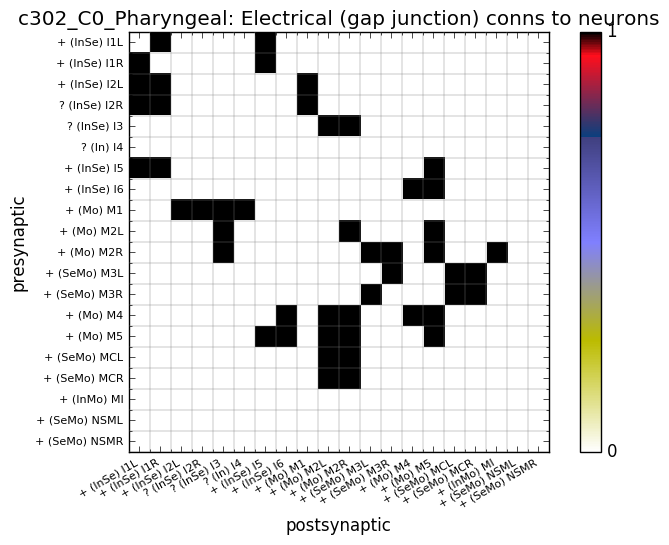 c302_C0_Pharyngeal: Electrical (gap junction) conns to neurons
1
+ (InSe) I1L
+ (InSe) I1R
+ (InSe) I2L
? (InSe) I2R
? (InSe) I3
? (In) I4
+ (InSe) I5
+ (InSe) I6
+ (Mo) M1
+ (Mo) M2L
+ (Mo) M2R
+ (SeMo) M3L
+ (SeMo) M3R
+ (Mo) M4
+ (Mo) M5
+ (SeMo) MCL
+ (SeMo) MCR
+ (InMo) MI
+ (SeMo) NSML
+ (SeMo) NSMR
presynaptic
0
+ (InSe) I1L
+ (InSe) I1R
+ (InSe) I2L
? (InSe) I2R
? (InSe) I3
? (In) I4
+ (InSe) I5
+ (InSe) I6
+ (Mo) M1
+ (Mo) M2L
+ (Mo) M2R
+ (SeMo) M3L
+ (SeMo) M3R
+ (Mo) M4
+ (Mo) M5
+ (SeMo) MCL
+ (SeMo) MCR
+ (InMo) MI
+ (SeMo) NSML
+ (SeMo) NSMR
postsynaptic